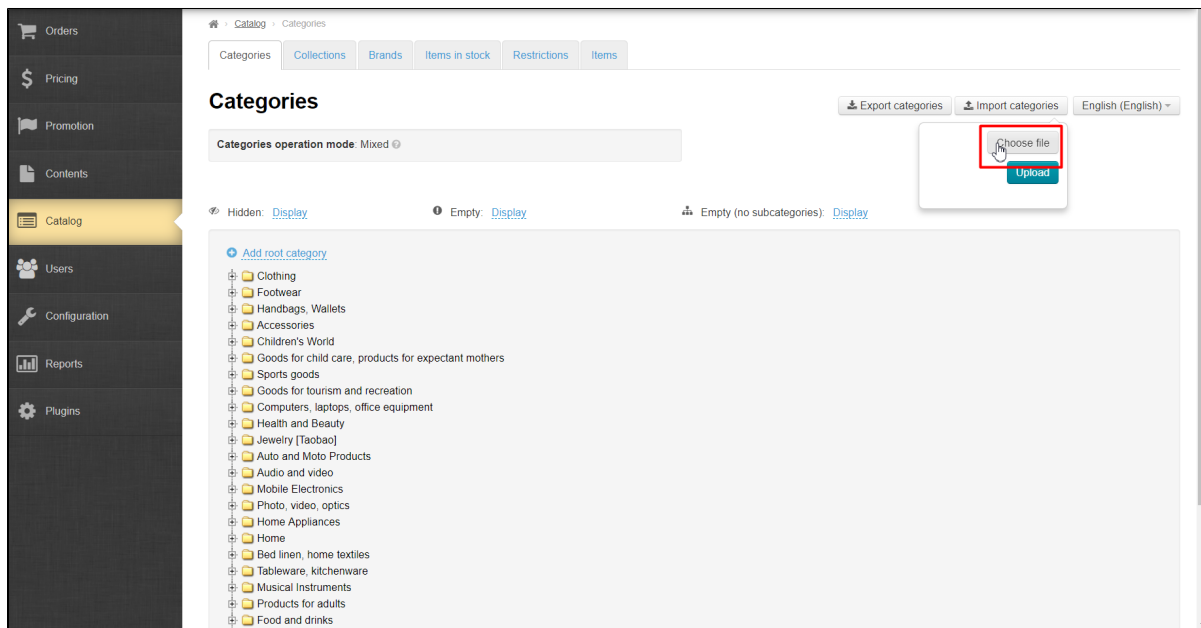 Orders
Pricing
Promotion
Contents
Catalog
Users
Configuration
Reports
Plugins
Catalog › Categories
Categories Collections Brands Items in stock Restrictions Items
Categories
Export categories Import categories English (English)
Categories operation mode: Mixed
Choose file
Upload
Hidden: Display Empty: Display Empty (no subcategories): Display
Add root category
Clothing
Footwear
Handbags, Wallets
Accessories
Children's World
Goods for child care, products for expectant mothers
Sports goods
Goods for tourism and recreation
Computers, laptops, office equipment
Health and Beauty
Jewelry [Taobao]
Auto and Moto Products
Audio and video
Mobile Electronics
Photo, video, optics
Home Appliances
Home
Bed linen, home textiles
Tableware, kitchenware
Musical Instruments
Products for adults
Food and drinks